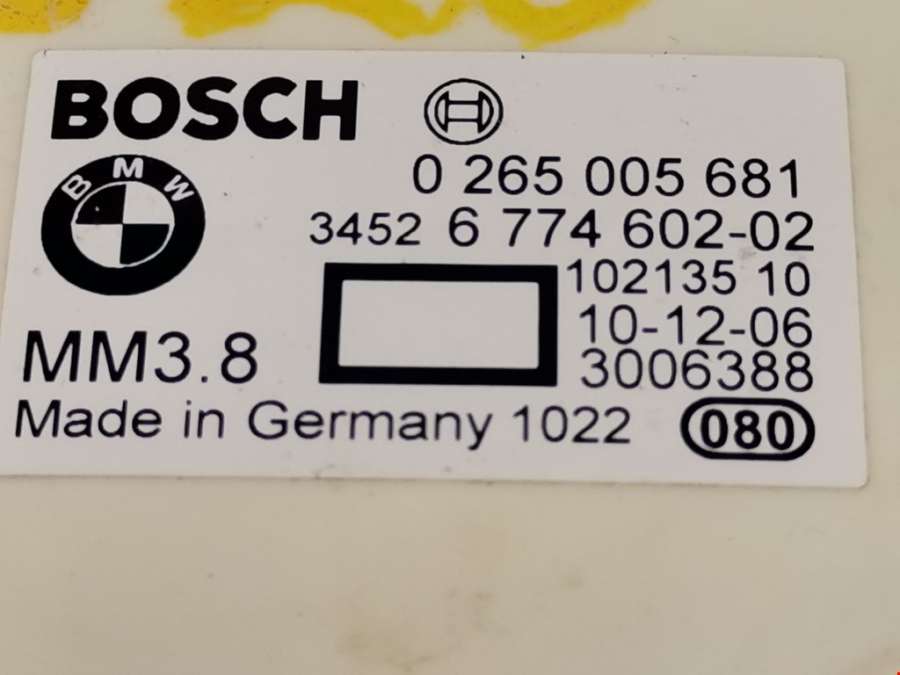 BOSCH
BMW
0 265 005 681
3452 6 774 602-02
102135 10
10-12-06
MM3.8
3006388
Made in Germany 1022
080